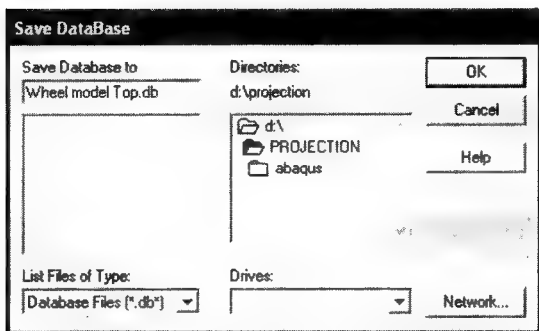 Save DataBase
Save Database to
Wheel model Top.db
Directories:
d:\projection
d:\
PROJECTION
abaqus
OK
Cancel
Help
List Files of Type:
Database Files (*.db*)
Drives:
Network...